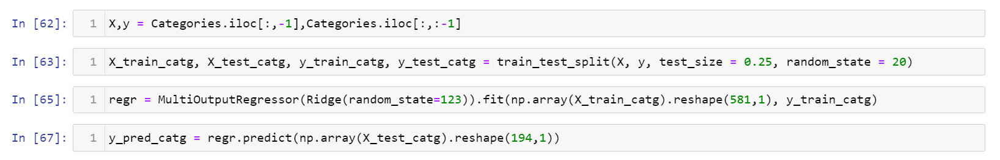 In [62]: 1 X,y = Categories.iloc[:,-1],Categories.iloc[:,:-1]
In [63]: 1 X_train_catg, X_test_catg, y_train_catg, y_test_catg = train_test_split(X, y, test_size = 0.25, random_state = 20)
In [65]: 1 regr = MultiOutputRegressor(Ridge(random_state=123)).fit(np.array(X_train_catg).reshape(581,1), y_train_catg)
In [67]: 1 y_pred_catg = regr.predict(np.array(X_test_catg).reshape(194,1))